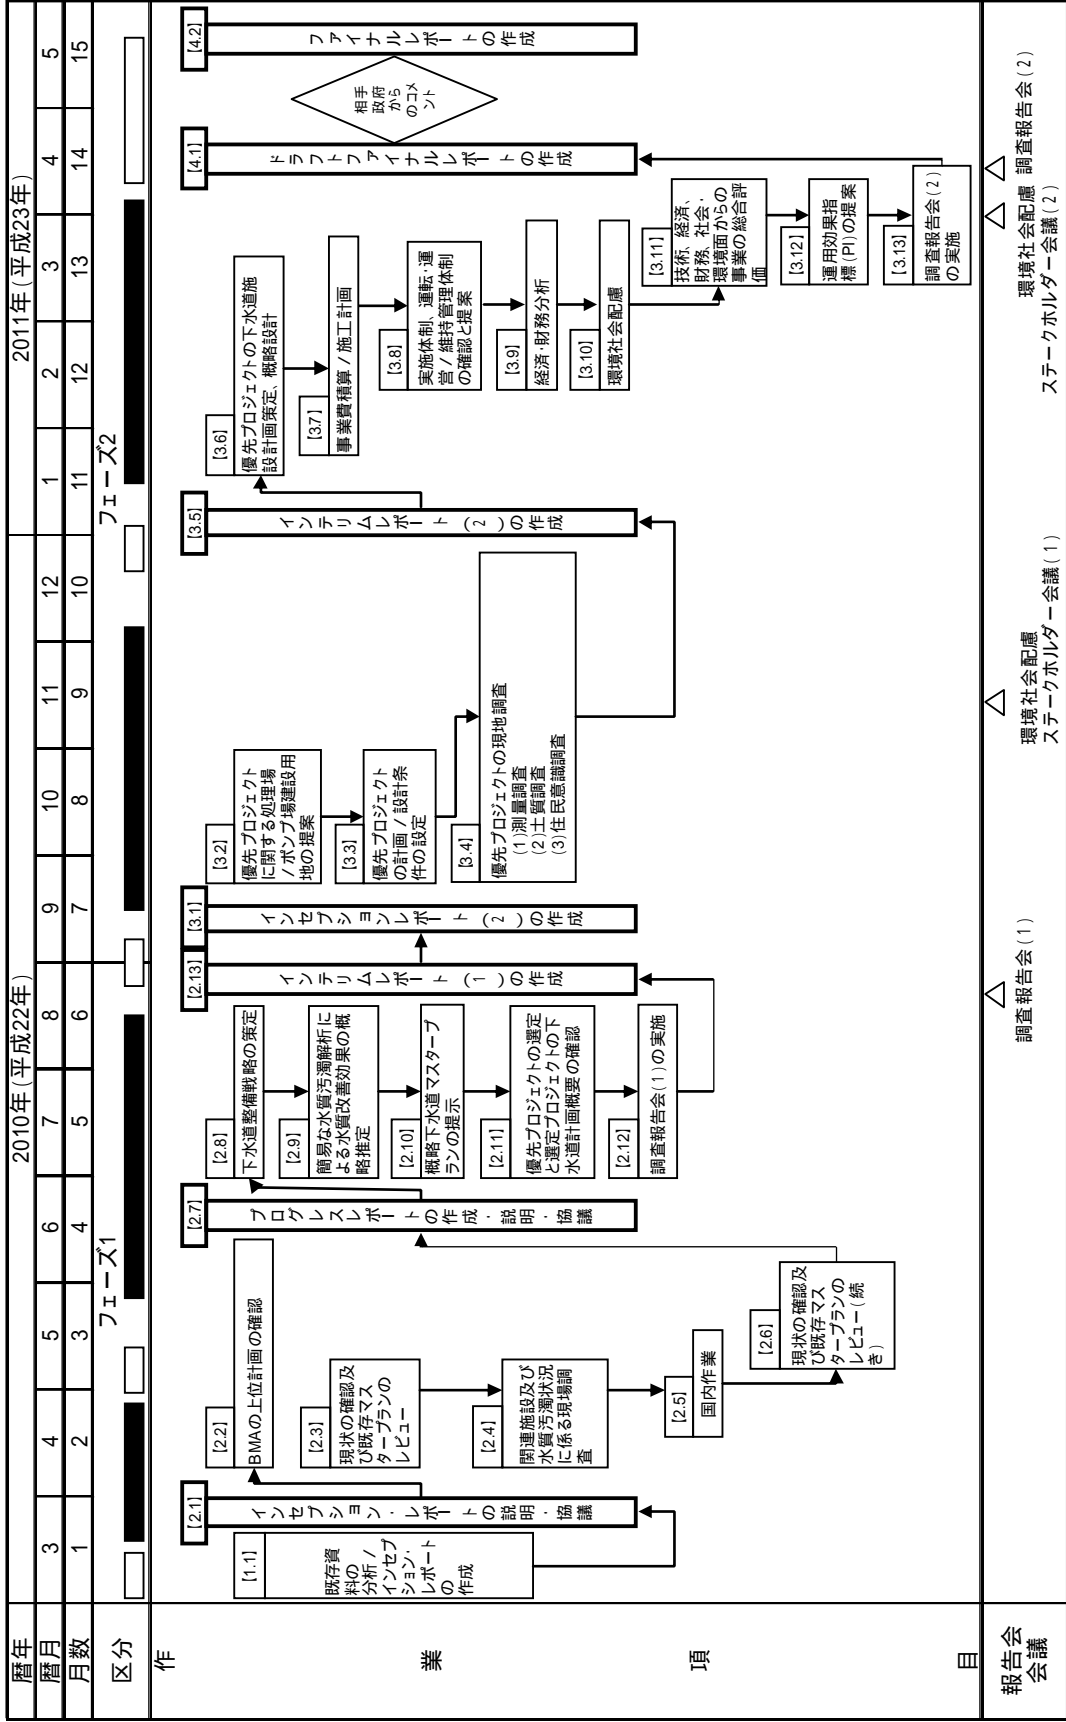 暦年
2010年(平成22年)
2011年(平成23年)
暦月
3
4
5
6
7
8
9
10
11
12
1
2
3
4
5
月数
1
2
3
4
5
6
7
8
9
10
11
12
13
14
15
区分
フェーズ1
フェーズ2
作業項目
[1.1]
既存資
料の
分析/
インセプ
ション・
レポート
の
作成
[2.1]
インセプション・レポートの説明・協議
[2.2]
BMAの上位計画の確認
[2.3]
現状の確認及
び既存マス
タープランの
レビュー
[2.4]
関連施設及び
水質汚濁状況
に係る現場調
査
[2.5]
国内作業
[2.6]
現状の確認及
び既存マス
タープランの
レビュー(続
き)
[2.7]
プログレスレポートの作成・説明・協議
[2.8]
下水道整備戦略の策定
[2.9]
簡易な水質汚濁解析に
よる水質改善効果の概
略推定
[2.10]
概略下水道マスタープ
ランの提示
[2.11]
優先プロジェクトの選定
と選定プロジェクトの下
水道計画概要の確認
[2.12]
調査報告会(1)の実施
[2.13]
インテリムレポート(1)の作成
[3.1]
インセプションレポート(2)の作成
[3.2]
優先プロジェクト
に関する処理場
/ポンプ場建設用
地の提案
[3.3]
優先プロジェクト
の計画/設計条
件の設定
[3.4]
優先プロジェクトの現地調査
(1)測量調査
(2)土質調査
(3)住民意識調査
[3.5]
インテリムレポート(2)の作成
[3.6]
優先プロジェクトの下水道施
設計画策定、概略設計
[3.7]
事業費積算/施工計画
[3.8]
実施体制、運転・運
営/維持管理体制
の確認と提案
[3.9]
経済・財務分析
[3.10]
環境社会配慮
[3.11]
技術、経済、
財務、社会・
環境面からの
事業の総合評
価
[3.12]
運用効果指
標(PI)の提案
[3.13]
調査報告会(2)
の実施
[4.1]
ドラフトファイナルレポートの作成
相手
政府
から
のコメ
ント
[4.2]
ファイナルレポートの作成
報告会
会議
調査報告会(1)
環境社会配慮
ステークホルダー会議(1)
環境社会配慮
ステークホルダー会議(2)
調査報告会(2)